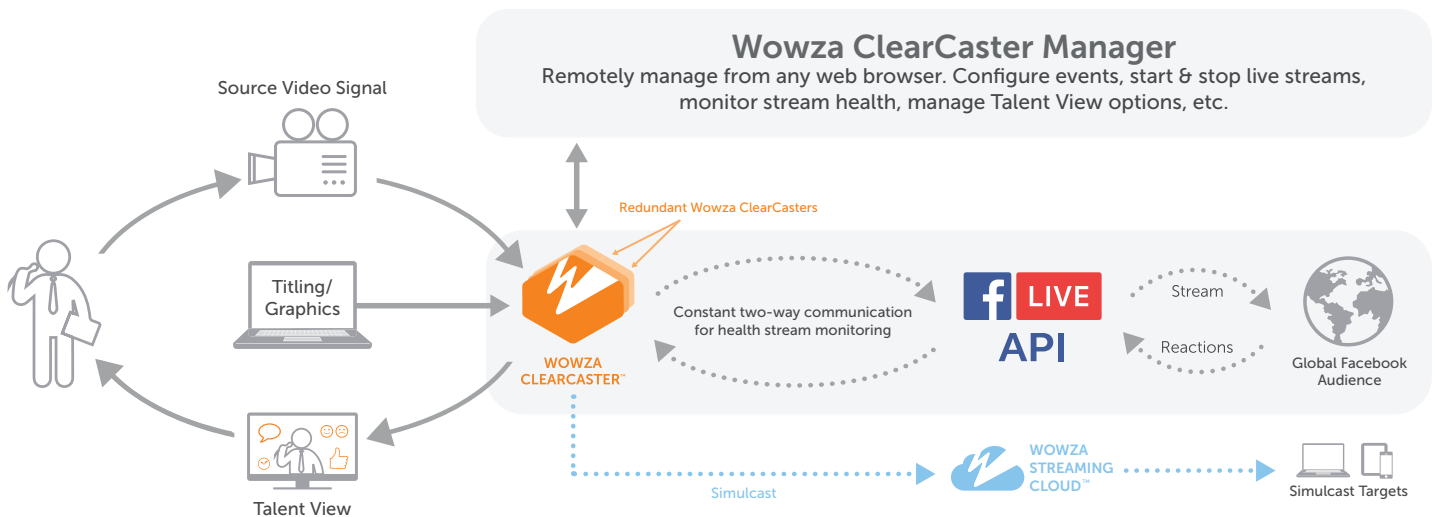 Wowza ClearCaster Manager
Remotely manage from any web browser. Configure events, start & stop live streams,
monitor stream health, manage Talent View options, etc.
Source Video Signal
Redundant Wowza ClearCasters
Titling/
Graphics
Constant two-way communication
for health stream monitoring
WOWZA
CLEARCASTER™
f LIVE
API
Stream
Reactions
Global Facebook
Audience
Talent View
Simulcast
WOWZA
STREAMING
CLOUD™
Simulcast Targets